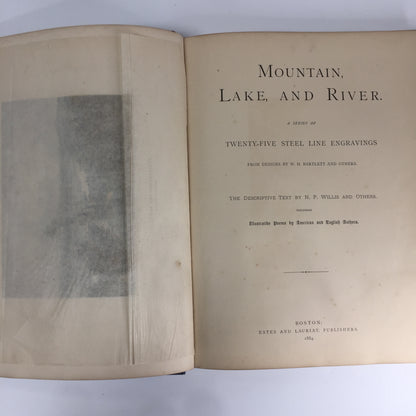 MOUNTAIN,
LAKE, AND RIVER.
A SERIES OF
TWENTY-FIVE STEEL LINE ENGRAVINGS
FROM DESIGNS BY W. H. BARTLETT AND OTHERS.
THE DESCRIPTIVE TEXT BY N. P. WILLIS AND OTHERS.
Illustrative Poems by American and English Authors.
BOSTON:
ESTES AND LAURIAT, PUBLISHERS.
1884